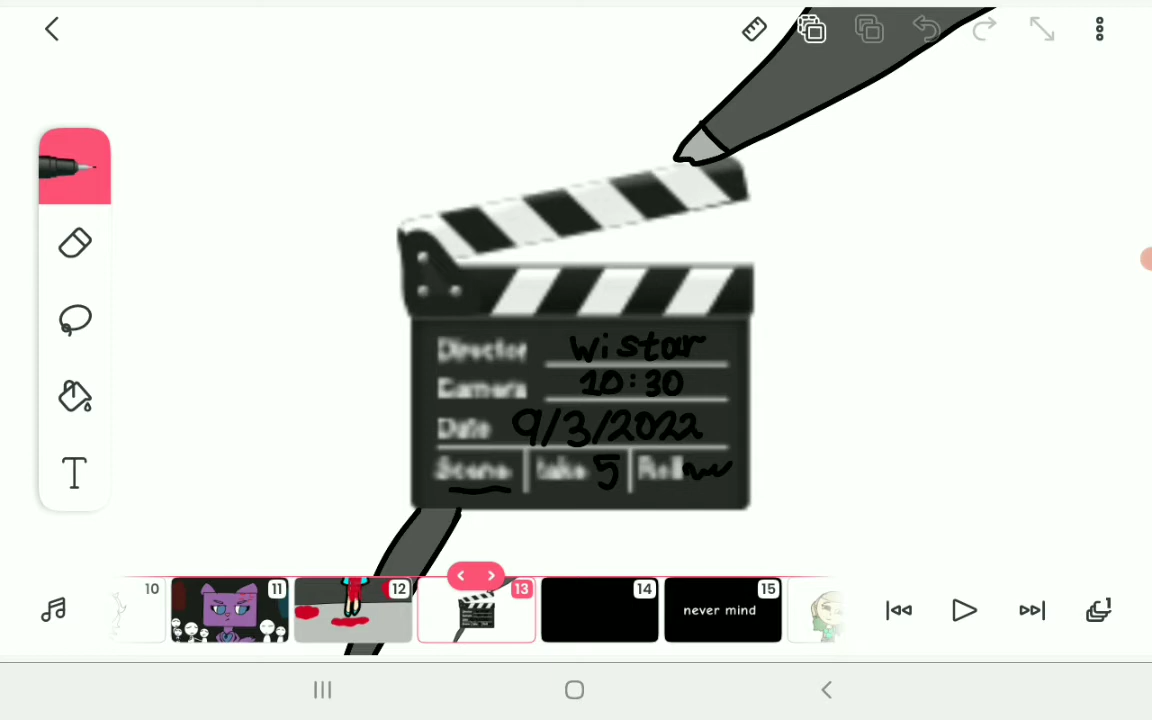 Director Wistar
Camera 10:30
Date 9/3/2022
Scene take 5 Roll
T
10
11
12
13
14
never mind 15
1